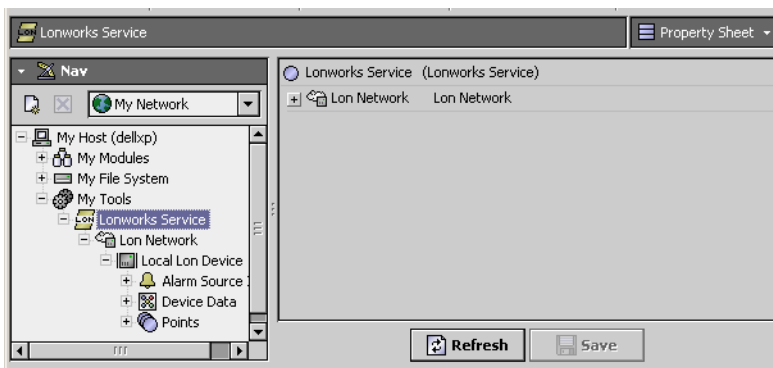 Lonworks Service
Property Sheet
Nav
My Network
My Host (dellxp)
My Modules
My File System
My Tools
LON Lonworks Service
Lon Network
Local Lon Device
Alarm Source
Device Data
Points
Lonworks Service (Lonworks Service)
Lon Network Lon Network
Refresh
Save